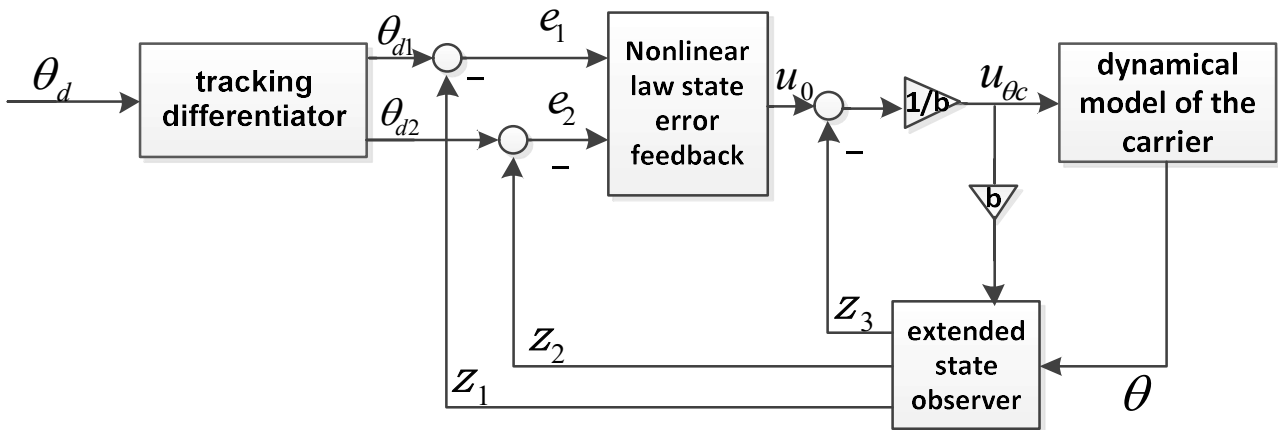 θd
tracking
differentiator
θd1
θd2
e1
e2
−
−
Nonlinear
law state
error
feedback
u0
−
1/b
uθc
dynamical
model of the
carrier
b
z3
z2
z1
extended
state
observer
θ